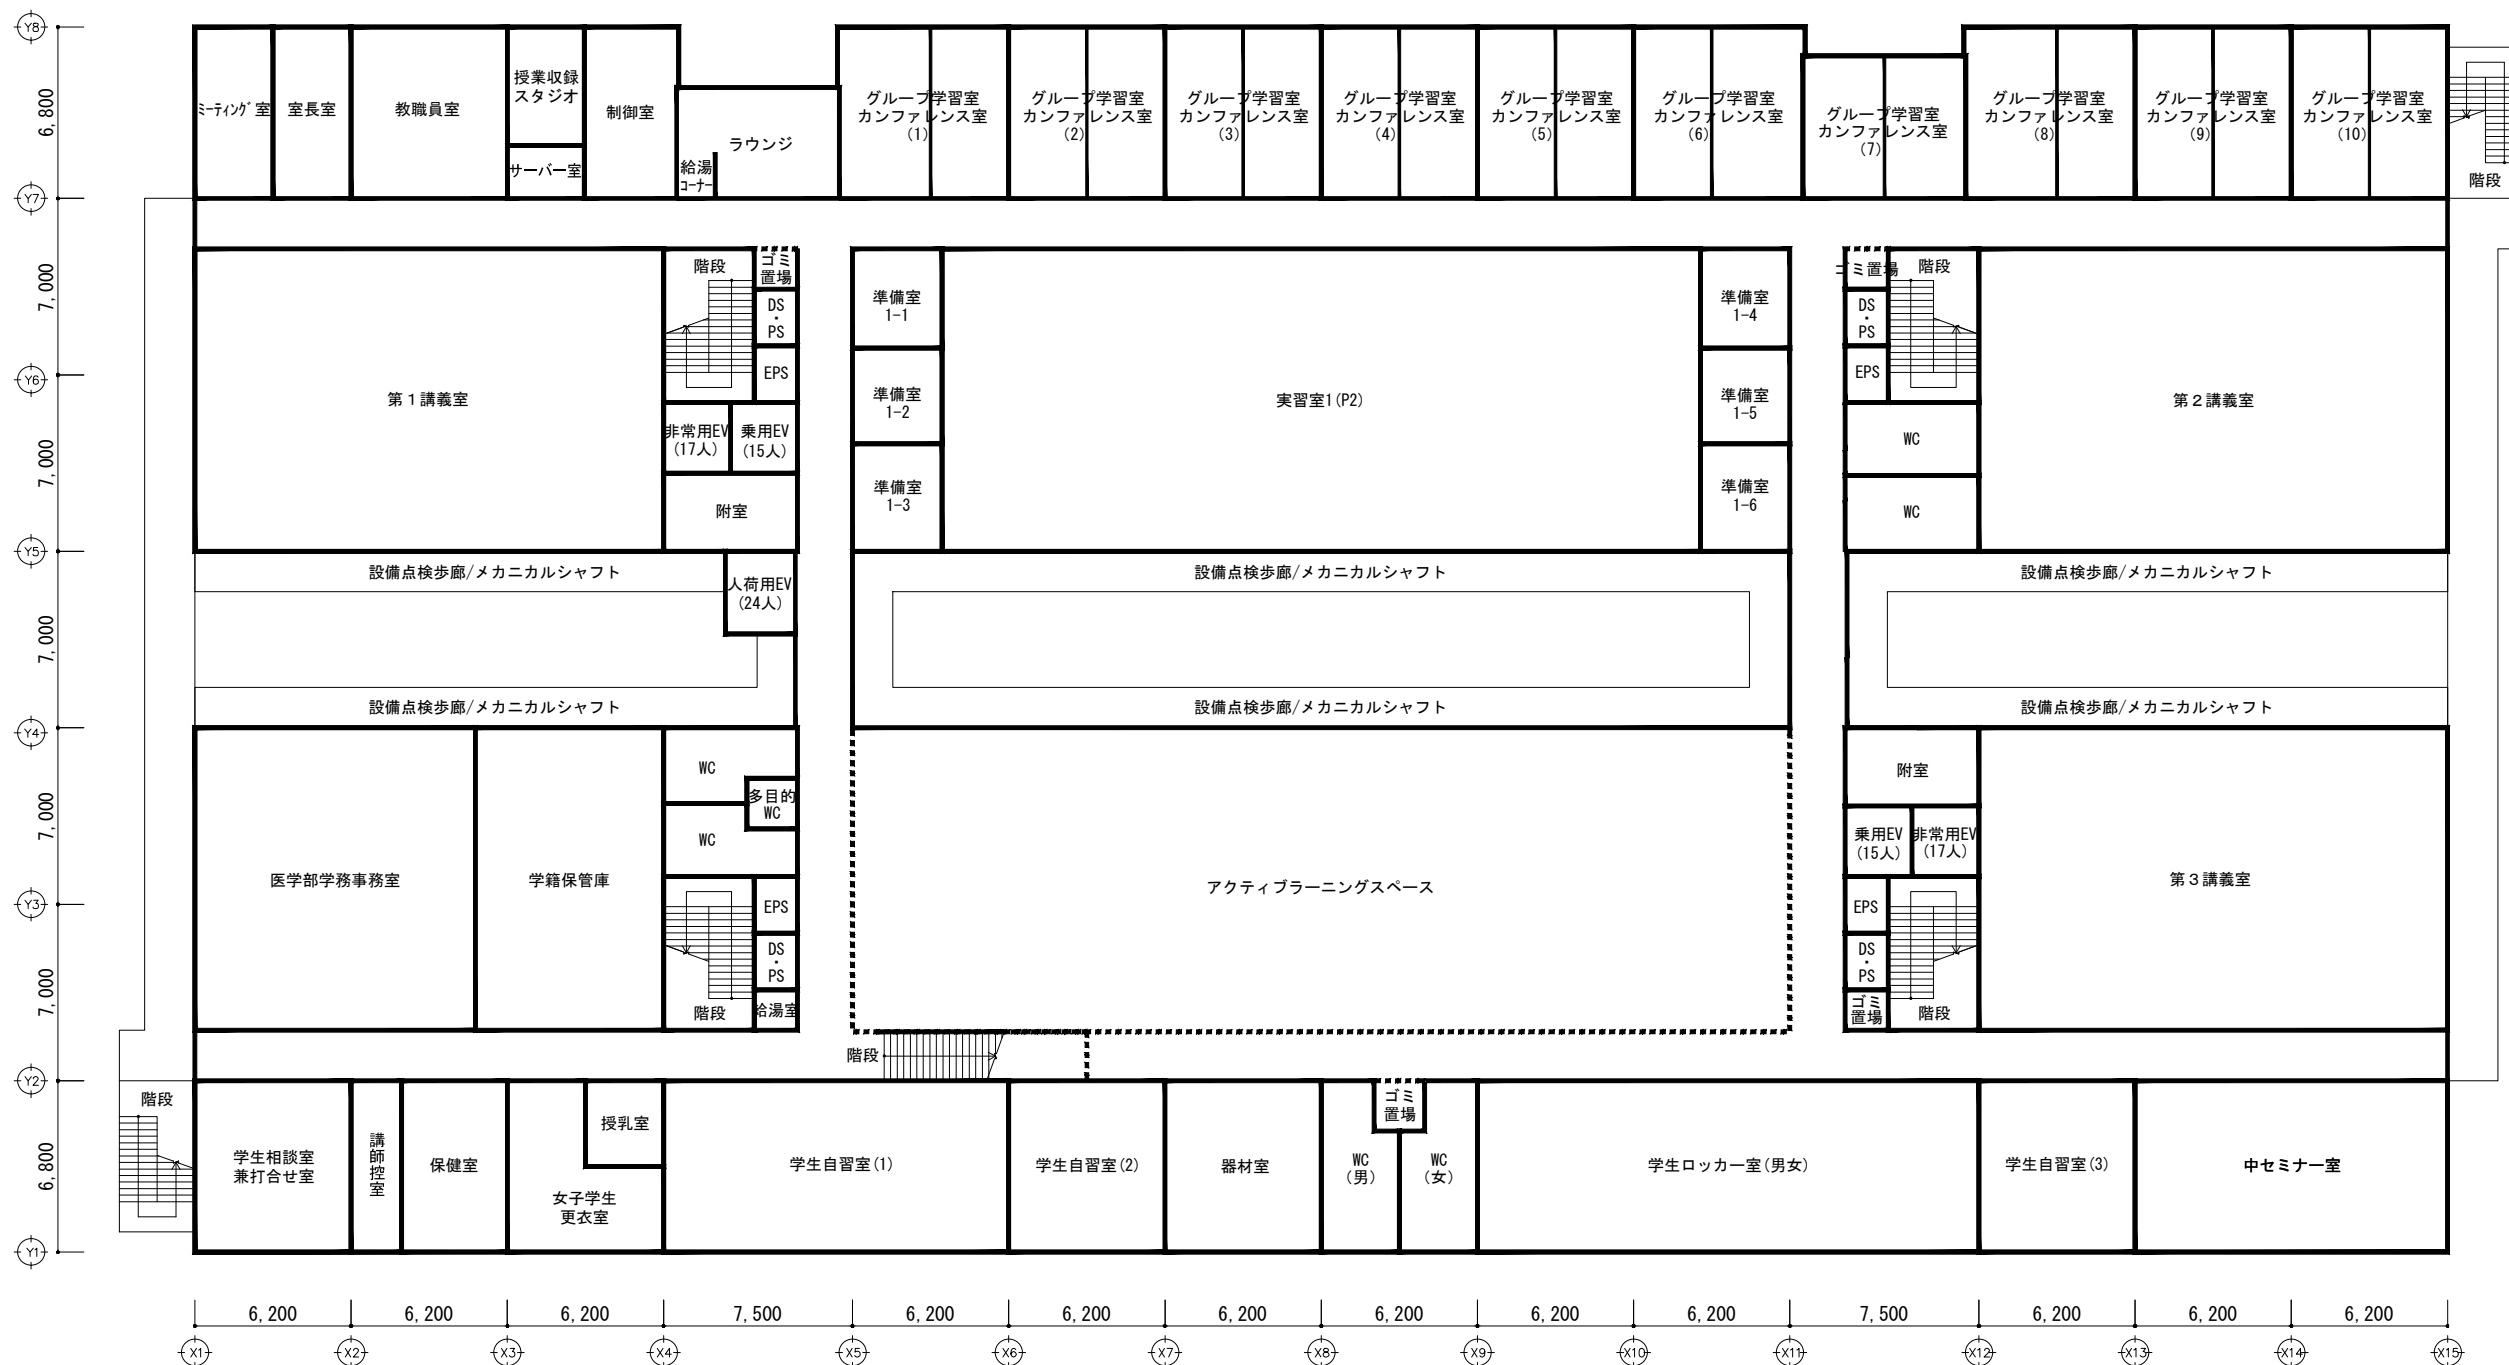 Y8
6,800
ミーティング室
室長室
教職員室
授業収録
スタジオ
サーバー室
制御室
給湯
コーナー
ラウンジ
グループ学習室
カンファレンス室
(1)
グループ学習室
カンファレンス室
(2)
グループ学習室
カンファレンス室
(3)
グループ学習室
カンファレンス室
(4)
グループ学習室
カンファレンス室
(5)
グループ学習室
カンファレンス室
(6)
グループ学習室
カンファレンス室
(7)
グループ学習室
カンファレンス室
(8)
グループ学習室
カンファレンス室
(9)
グループ学習室
カンファレンス室
(10)
階段
Y7
7,000
第1講義室
階段
ゴミ
置場
DS
・
PS
EPS
非常用EV
(17人)
乗用EV
(15人)
附室
準備室
1-1
準備室
1-2
準備室
1-3
実習室1(P2)
準備室
1-4
準備室
1-5
準備室
1-6
ゴミ置場
階段
DS
・
PS
EPS
WC
WC
第2講義室
Y6
7,000
Y5
設備点検歩廊/メカニカルシャフト
人荷用EV
(24人)
設備点検歩廊/メカニカルシャフト
設備点検歩廊/メカニカルシャフト
7,000
設備点検歩廊/メカニカルシャフト
設備点検歩廊/メカニカルシャフト
設備点検歩廊/メカニカルシャフト
Y4
7,000
医学部学務事務室
学籍保管庫
WC
多目的
WC
WC
EPS
DS
・
PS
給湯室
階段
アクティブラーニングスペース
附室
乗用EV
(15人)
非常用EV
(17人)
EPS
DS
・
PS
ゴミ
置場
階段
第3講義室
Y3
7,000
階段
Y2
6,800
階段
学生相談室
兼打合せ室
講師控室
保健室
授乳室
女子学生
更衣室
学生自習室(1)
学生自習室(2)
器材室
WC
(男)
ゴミ
置場
WC
(女)
学生ロッカー室(男女)
学生自習室(3)
中セミナー室
Y1
6,200
6,200
6,200
7,500
6,200
6,200
6,200
6,200
6,200
6,200
7,500
6,200
6,200
6,200
X1
X2
X3
X4
X5
X6
X7
X8
X9
X10
X11
X12
X13
X14
X15